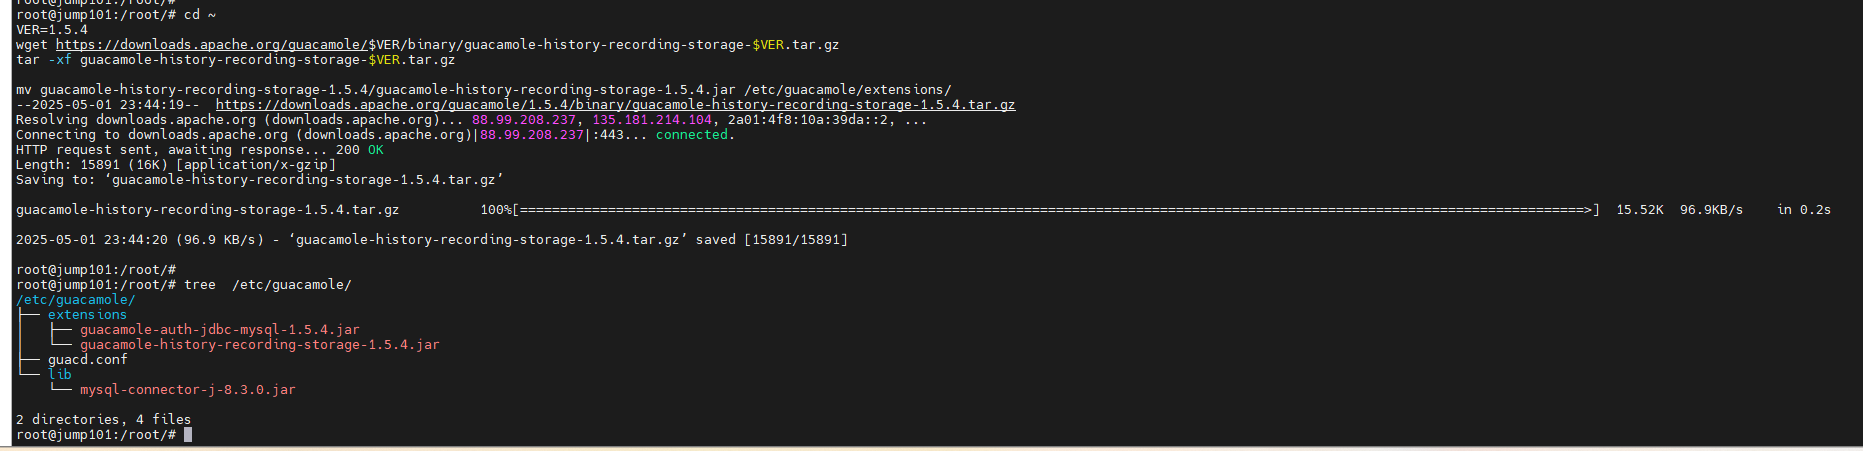 root@jump101:/root/#
root@jump101:/root/# cd ~
VER=1.5.4
wget https://downloads.apache.org/guacamole/$VER/binary/guacamole-history-recording-storage-$VER.tar.gz
tar -xf guacamole-history-recording-storage-$VER.tar.gz
mv guacamole-history-recording-storage-1.5.4/guacamole-history-recording-storage-1.5.4.jar /etc/guacamole/extensions/
--2025-05-01 23:44:19--  https://downloads.apache.org/guacamole/1.5.4/binary/guacamole-history-recording-storage-1.5.4.tar.gz
Resolving downloads.apache.org (downloads.apache.org)... 88.99.208.237, 135.181.214.104, 2a01:4f8:10a:39da::2, ...
Connecting to downloads.apache.org (downloads.apache.org)|88.99.208.237|:443... connected.
HTTP request sent, awaiting response... 200 OK
Length: 15891 (16K) [application/x-gzip]
Saving to: ‘guacamole-history-recording-storage-1.5.4.tar.gz’
guacamole-history-recording-storage-1.5.4.tar.gz 100%[===================================================>] 15.52K 96.9KB/s in 0.2s
2025-05-01 23:44:20 (96.9 KB/s) - ‘guacamole-history-recording-storage-1.5.4.tar.gz’ saved [15891/15891]
root@jump101:/root/#
root@jump101:/root/# tree  /etc/guacamole/
/etc/guacamole/
├── extensions
│   ├── guacamole-auth-jdbc-mysql-1.5.4.jar
│   └── guacamole-history-recording-storage-1.5.4.jar
├── guacd.conf
└── lib
    └── mysql-connector-j-8.3.0.jar
2 directories, 4 files
root@jump101:/root/#